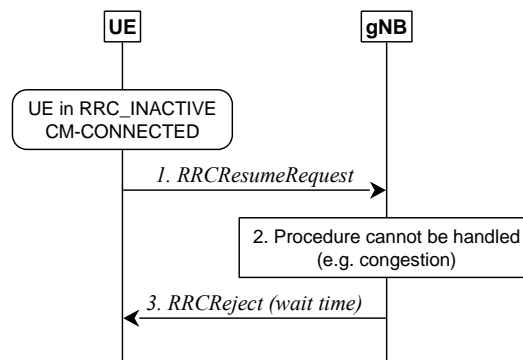 UE
gNB
UE in RRC_INACTIVE
CM-CONNECTED
1. RRCResumeRequest
2. Procedure cannot be handled
(e.g. congestion)
3. RRCReject (wait time)